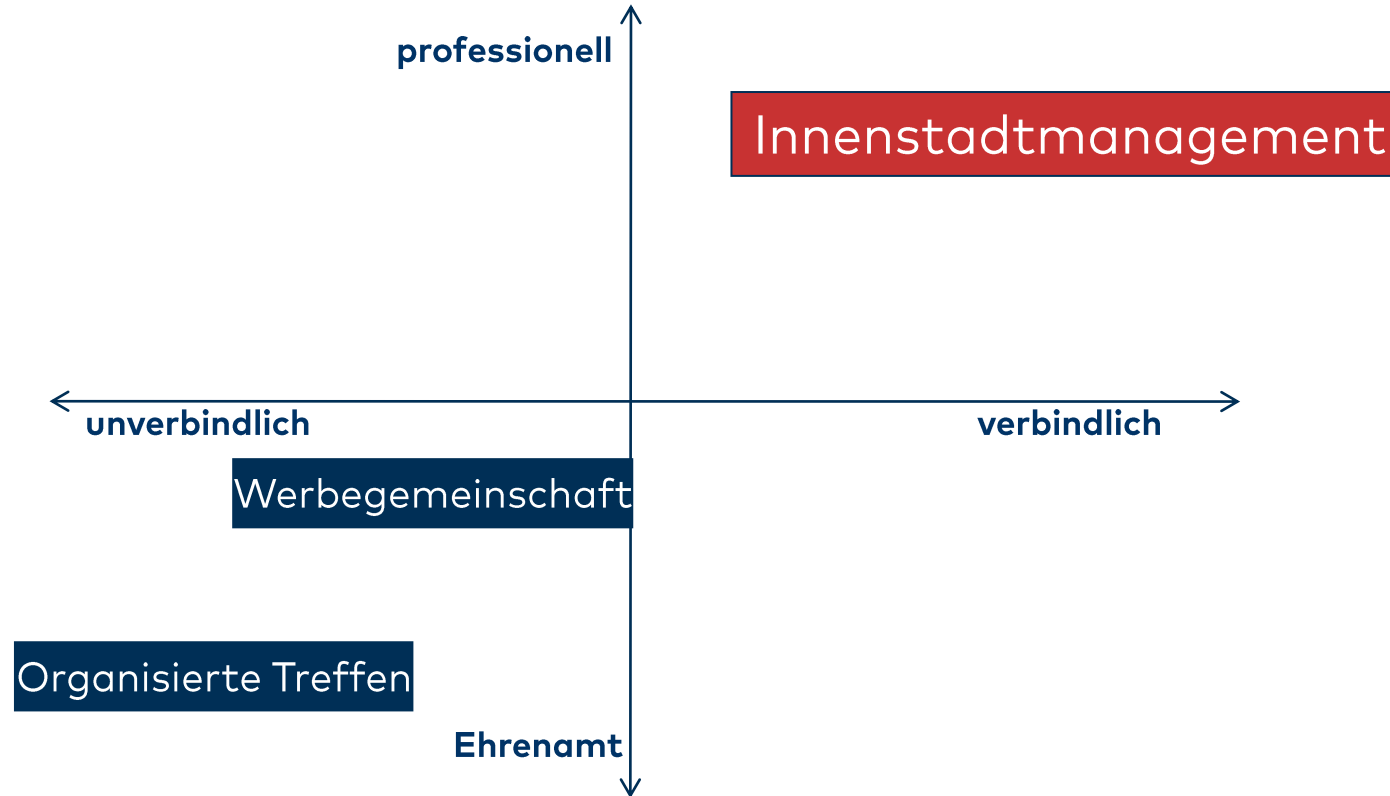 professionell
Innenstadtmanagement
unverbindlich
verbindlich
Werbegemeinschaft
Organisierte Treffen
Ehrenamt